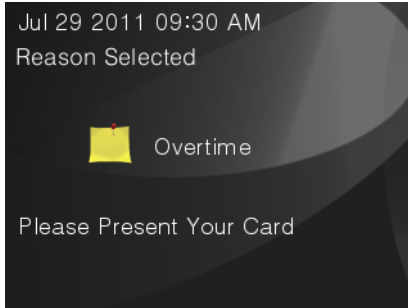 Jul 29 2011 09:30 AM
Reason Selected
Overtime
Please Present Your Card